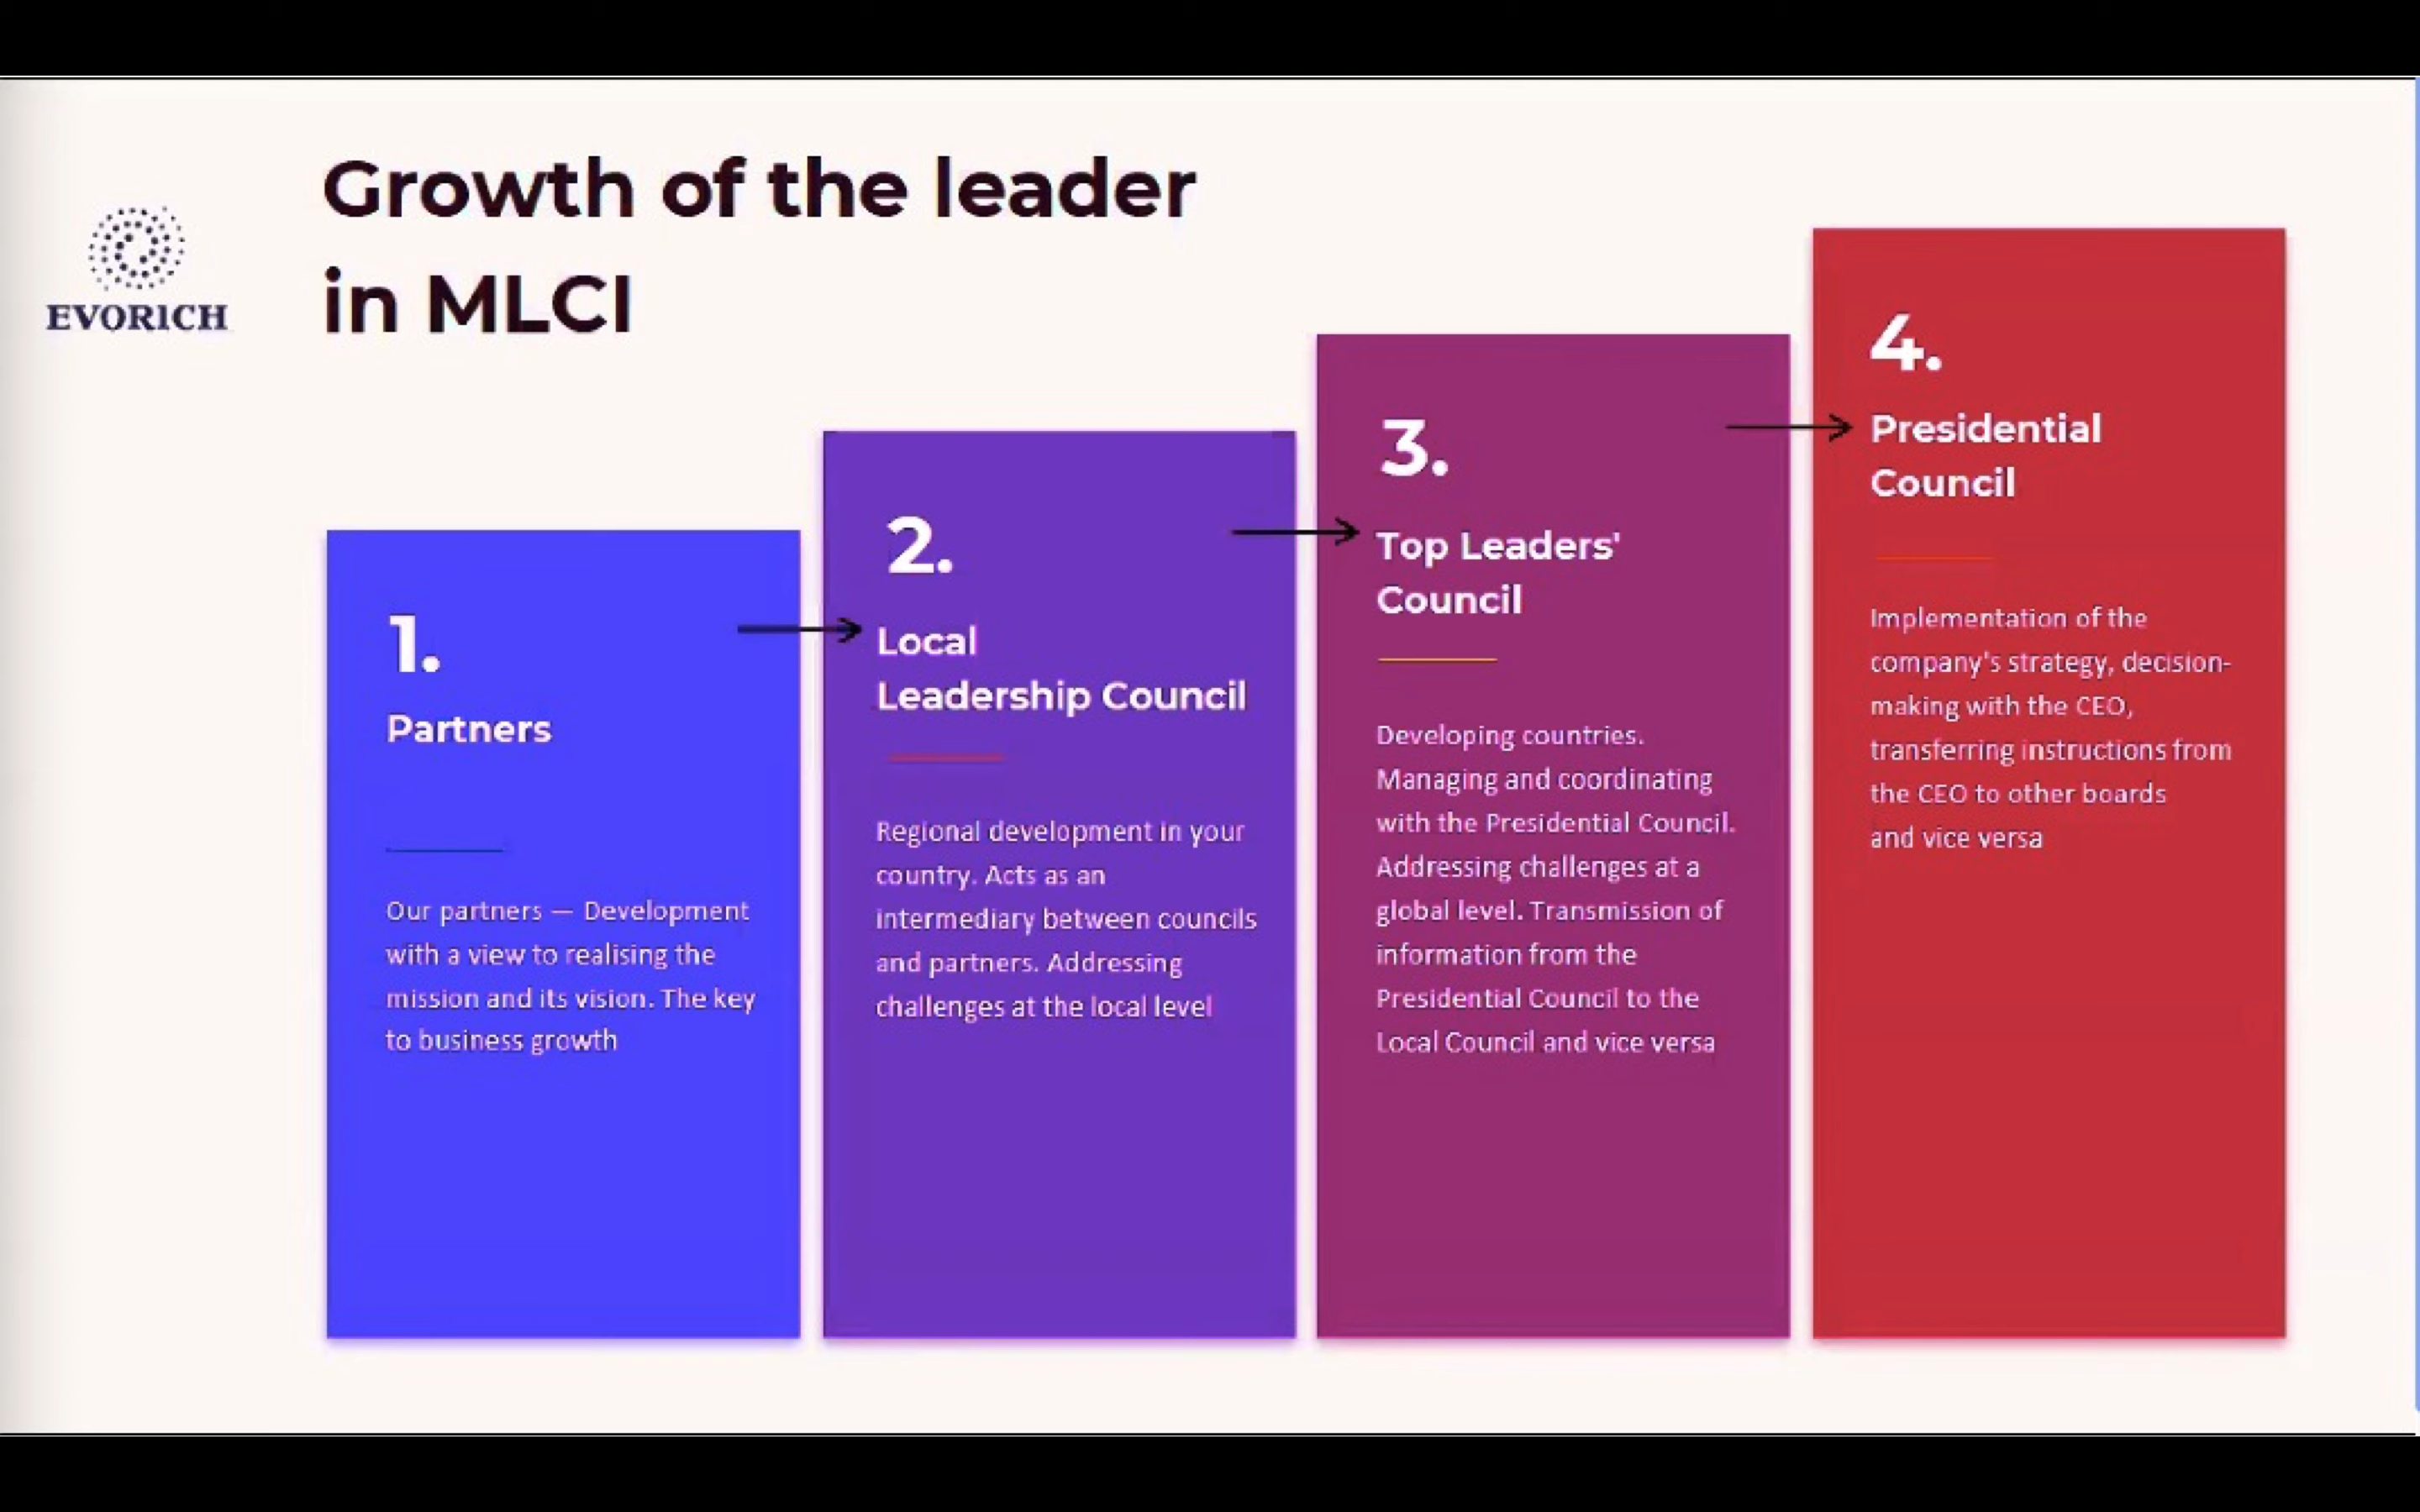 EVORICH
Growth of the leader
in MLCI
1.
Partners
Our partners — Development
with a view to realising the
mission and its vision. The key
to business growth
2.
Local
Leadership Council
Regional development in your
country. Acts as an
intermediary between councils
and partners. Addressing
challenges at the local level
3.
Top Leaders'
Council
Developing countries.
Managing and coordinating
with the Presidential Council.
Addressing challenges at a
global level. Transmission of
information from the
Presidential Council to the
Local Council and vice versa
4.
Presidential
Council
Implementation of the
company's strategy, decision-
making with the CEO,
transferring instructions from
the CEO to other boards
and vice versa